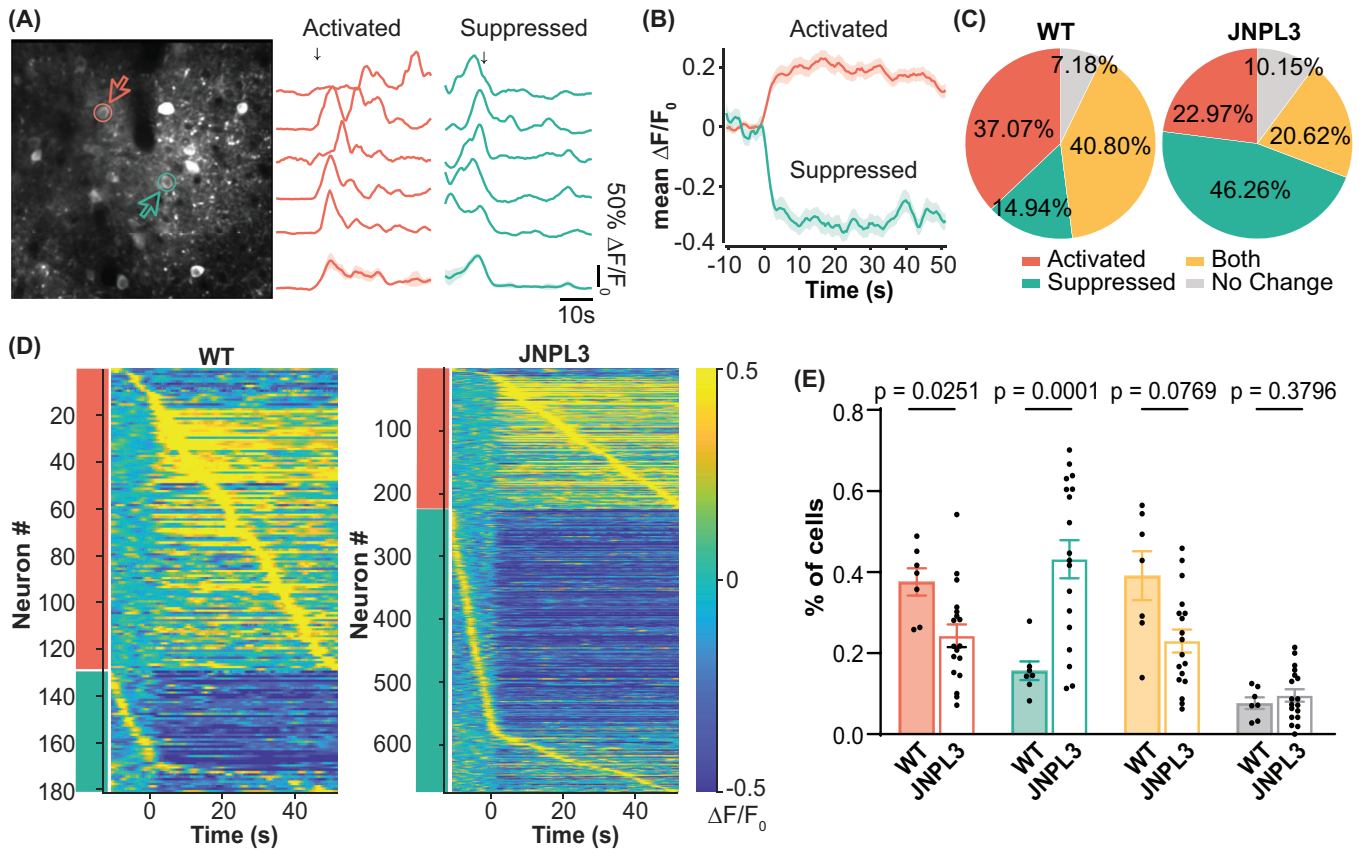 (A)
Activated
↓
Suppressed
↓
50% ΔF/F0
10s
(B)
Activated
Suppressed
mean ΔF/F0
0.2
0
-0.2
-0.4
-10 0 10 20 30 40 50
Time (s)
(C)
WT
7.18%
37.07%
40.80%
14.94%
JNPL3
10.15%
22.97%
20.62%
46.26%
Activated
Both
Suppressed
No Change
(D)
WT
Neuron #
20
40
60
80
100
120
140
160
180
0 20 40
Time (s)
JNPL3
Neuron #
100
200
300
400
500
600
0 20 40
Time (s)
0.5
0
-0.5
ΔF/F0
(E)
p = 0.0251 p = 0.0001 p = 0.0769 p = 0.3796
% of cells
0.8
0.6
0.4
0.2
0.0
WT
JNPL3
WT
JNPL3
WT
JNPL3
WT
JNPL3